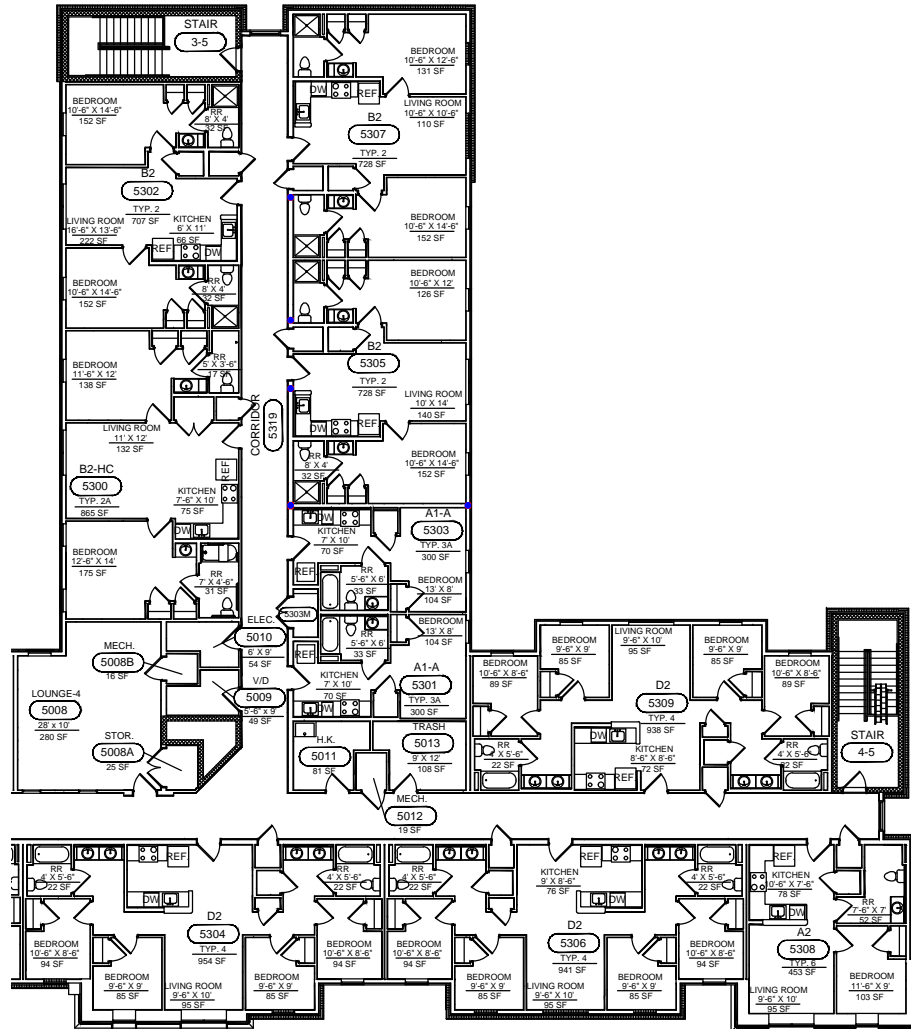 STAIR
3-5
BEDROOM
10'-6" X 12'-6"
131 SF
DW
REF
LIVING ROOM
10'-6" X 10'-6"
110 SF
B2
5307
TYP. 2
728 SF
BEDROOM
10'-6" X 14'-6"
152 SF
RR
8' X 4'
32 SF
B2
5302
TYP. 2
707 SF
LIVING ROOM
16'-6" X 13'-6"
222 SF
KITCHEN
6' X 11'
66 SF
REF
DW
BEDROOM
10'-6" X 14'-6"
152 SF
BEDROOM
10'-6" X 14'-6"
152 SF
RR
8' X 4'
32 SF
BEDROOM
10'-6" X 12'
126 SF
BEDROOM
11'-6" X 12'
138 SF
RR
5' X 3'-6"
17 SF
B2
5305
TYP. 2
728 SF
LIVING ROOM
10' X 14'
140 SF
DW
REF
CORRIDOR
5319
LIVING ROOM
11' X 12'
132 SF
B2-HC
5300
TYP. 2A
865 SF
REF
KITCHEN
7'-6" X 10'
75 SF
DW
BEDROOM
10'-6" X 14'-6"
152 SF
RR
8' X 4'
32 SF
BEDROOM
12'-6" X 14'
175 SF
RR
7' X 4'-6"
31 SF
DW
KITCHEN
7' X 10'
70 SF
A1-A
5303
TYP. 3A
300 SF
REF
RR
5'-6" X 6'
33 SF
BEDROOM
13' X 8'
104 SF
5303M
ELEC.
5010
6' X 9'
54 SF
RR
5'-6" X 6'
33 SF
BEDROOM
13' X 8'
104 SF
REF
KITCHEN
7' X 10'
70 SF
DW
A1-A
5301
TYP. 3A
300 SF
MECH.
5008B
16 SF
V/D
5009
5'-6" x 9'
49 SF
LOUNGE-4
5008
28' x 10'
280 SF
STOR.
5008A
25 SF
H.K.
5011
81 SF
TRASH
5013
9' X 12'
108 SF
MECH.
5012
19 SF
BEDROOM
10'-6" X 8'-6"
89 SF
BEDROOM
9'-6" X 9'
85 SF
LIVING ROOM
9'-6" X 10'
95 SF
BEDROOM
9'-6" X 9'
85 SF
BEDROOM
10'-6" X 8'-6"
89 SF
D2
5309
TYP. 4
938 SF
RR
4' X 5'-6"
22 SF
DW
KITCHEN
8'-6" X 8'-6"
72 SF
REF
RR
4' X 5'-6"
22 SF
STAIR
4-5
RR
4' X 5'-6"
22 SF
REF
DW
RR
4' X 5'-6"
22 SF
D2
5304
TYP. 4
954 SF
BEDROOM
10'-6" X 8'-6"
94 SF
BEDROOM
9'-6" X 9'
85 SF
LIVING ROOM
9'-6" X 10'
95 SF
BEDROOM
9'-6" X 9'
85 SF
BEDROOM
10'-6" X 8'-6"
94 SF
RR
4' X 5'-6"
22 SF
KITCHEN
9' X 8'-6"
76 SF
REF
DW
RR
4' X 5'-6"
22 SF
D2
5306
TYP. 4
941 SF
BEDROOM
10'-6" X 8'-6"
94 SF
BEDROOM
9'-6" X 9'
85 SF
LIVING ROOM
9'-6" X 10'
95 SF
BEDROOM
9'-6" X 9'
85 SF
BEDROOM
10'-6" X 8'-6"
94 SF
REF
KITCHEN
10'-6" X 7'-6"
78 SF
DW
RR
7'-6" X 7'
52 SF
A2
5308
TYP. 6
453 SF
LIVING ROOM
9'-6" X 10'
95 SF
BEDROOM
11'-6" X 9'
103 SF